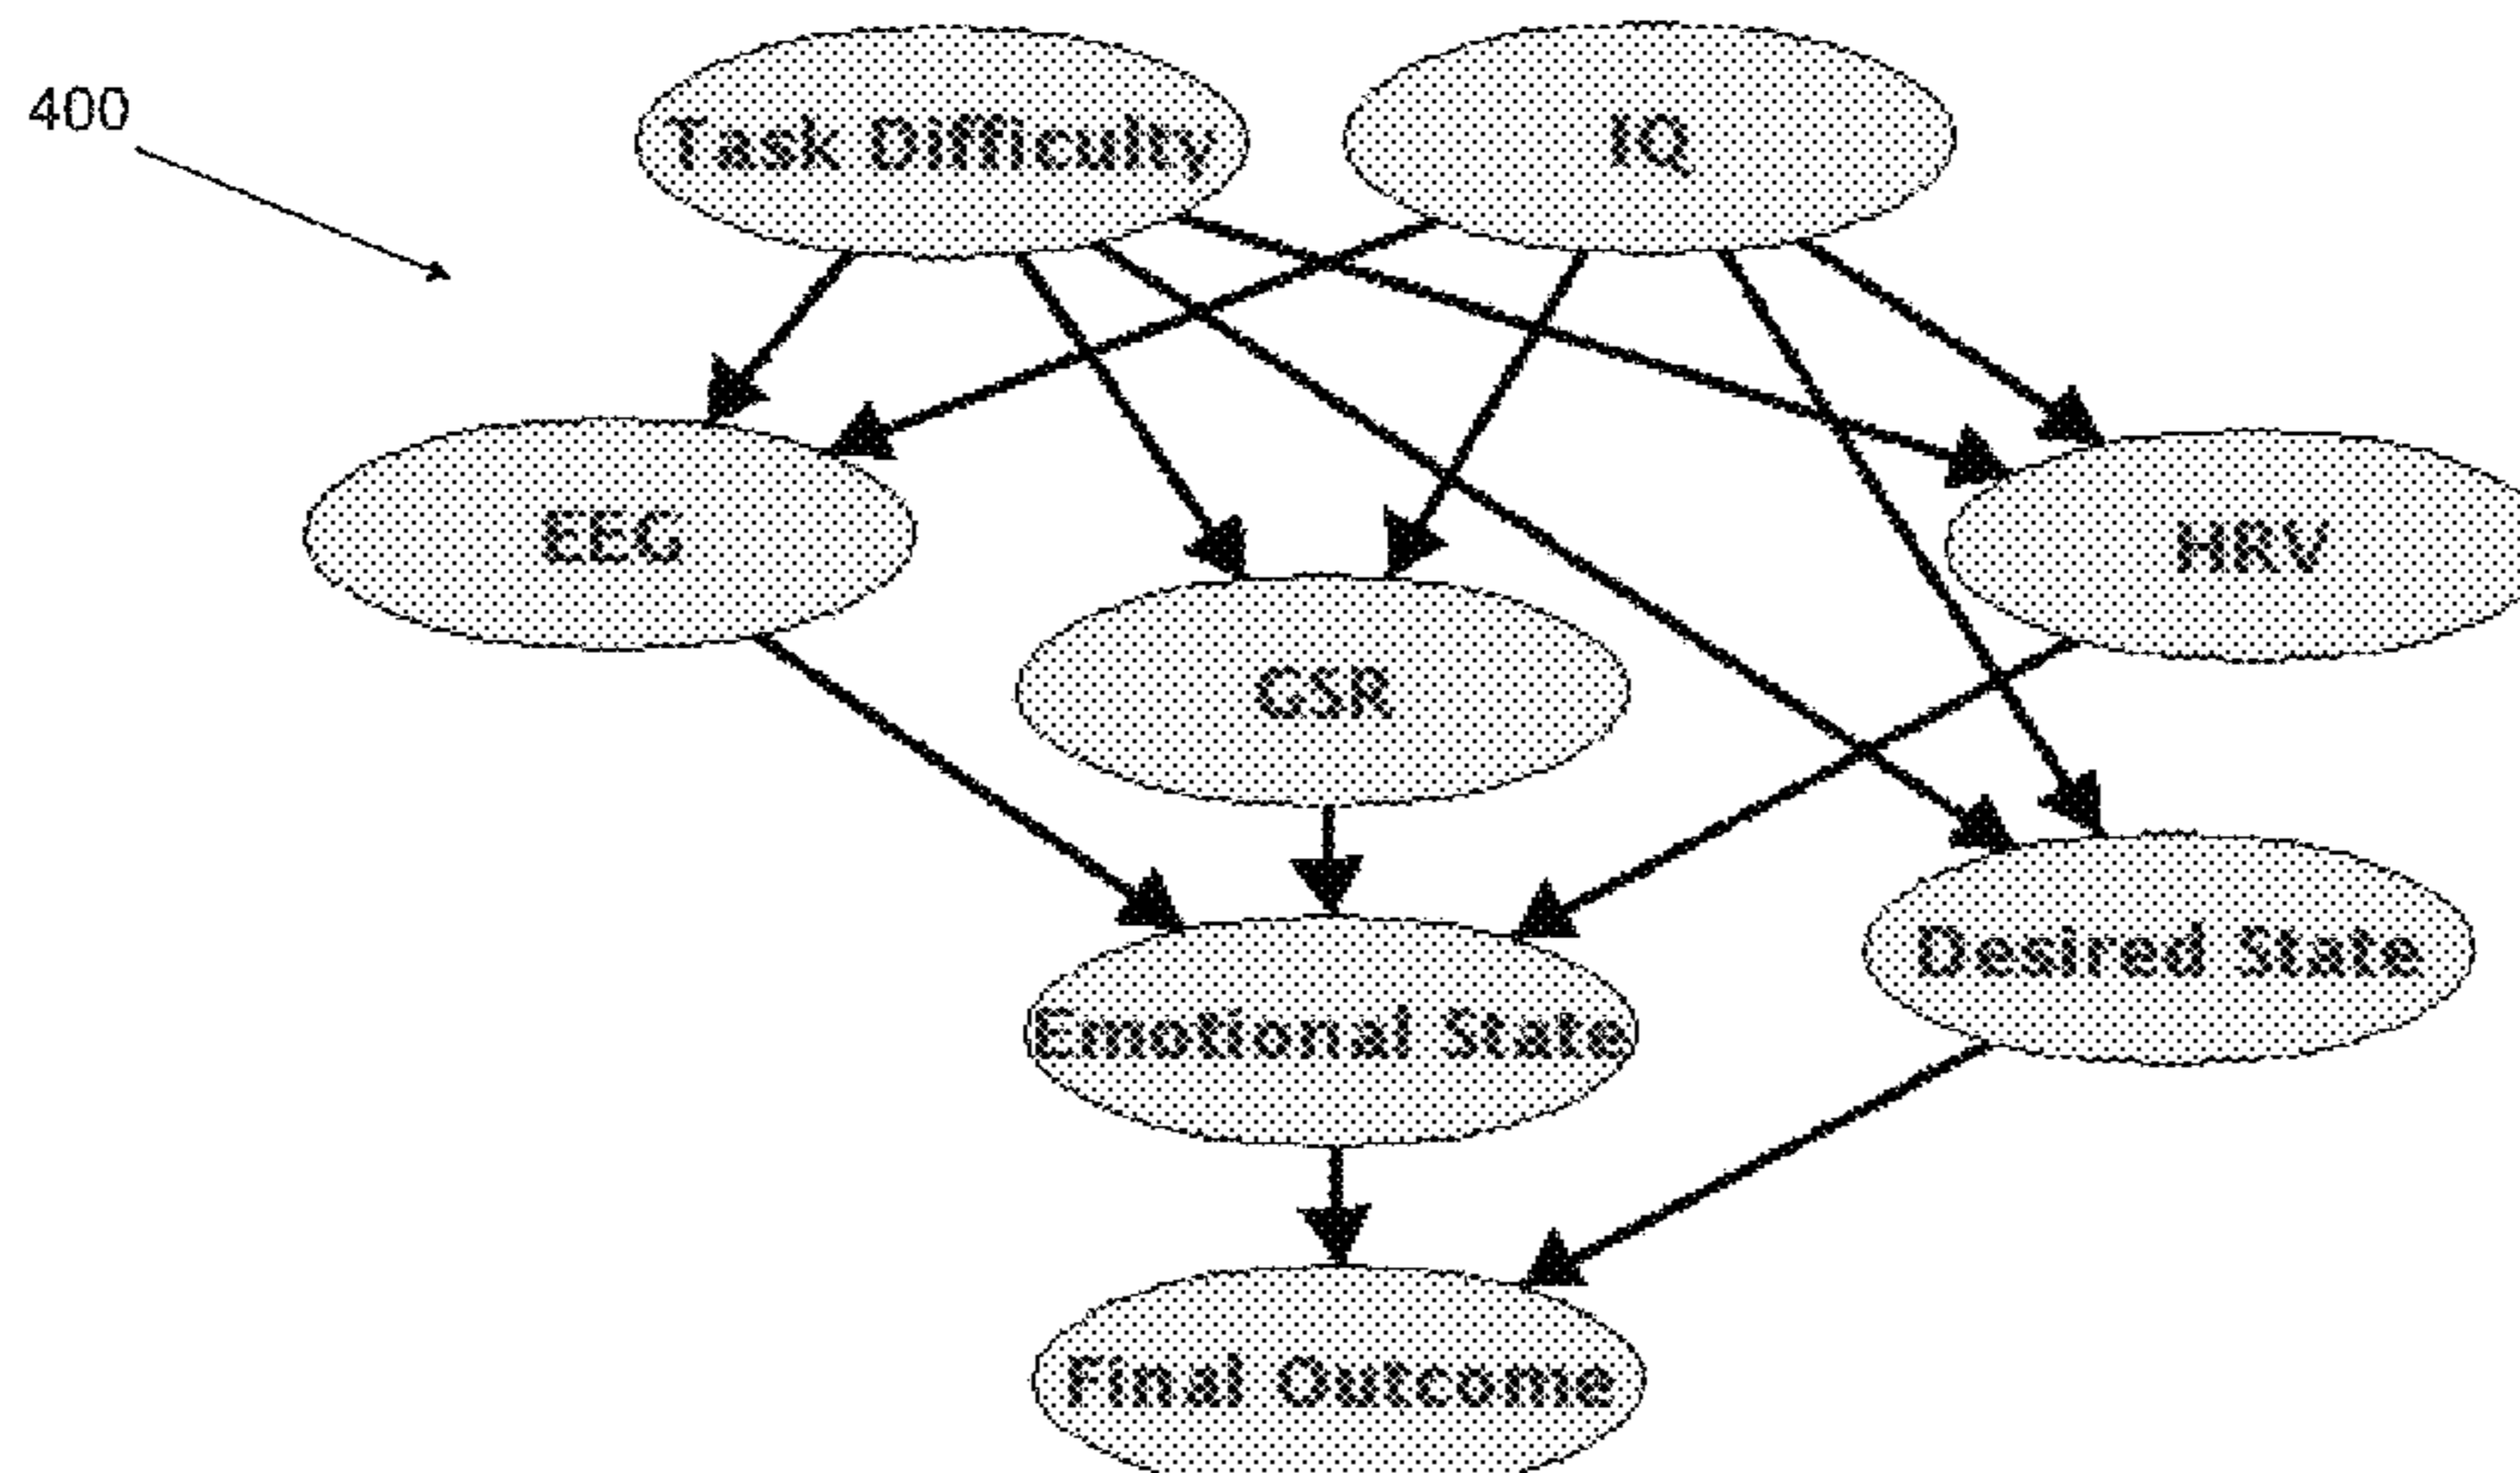 400
Task Difficulty
IQ
EEG
HRV
GSR
Desired State
Emotional State
Final Outcome